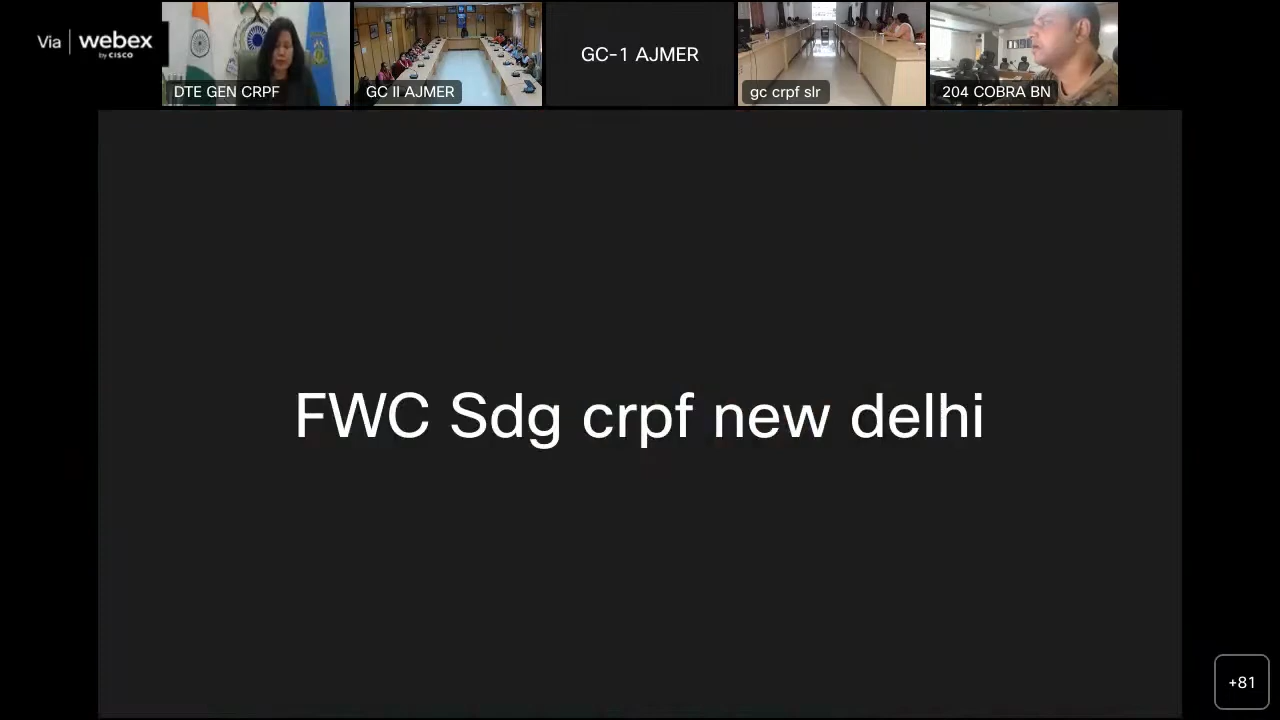 Via | webex
by CISCO
DTE GEN CRPF
GC II AJMER
GC-1 AJMER
gc crpf slr
204 COBRA BN
FWC Sdg crpf new delhi
+81